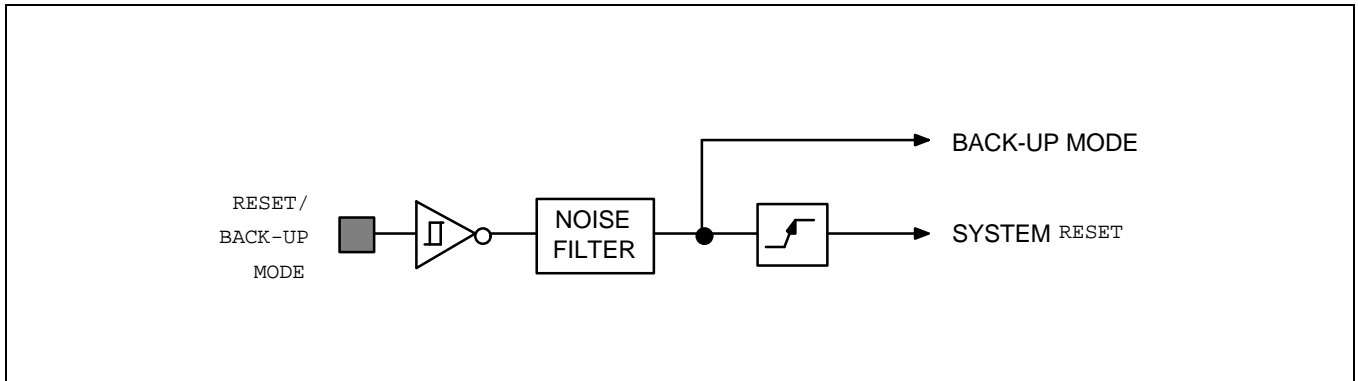 BACK-UP MODE
RESET/
BACK-UP
MODE
NOISE
FILTER
SYSTEM RESET